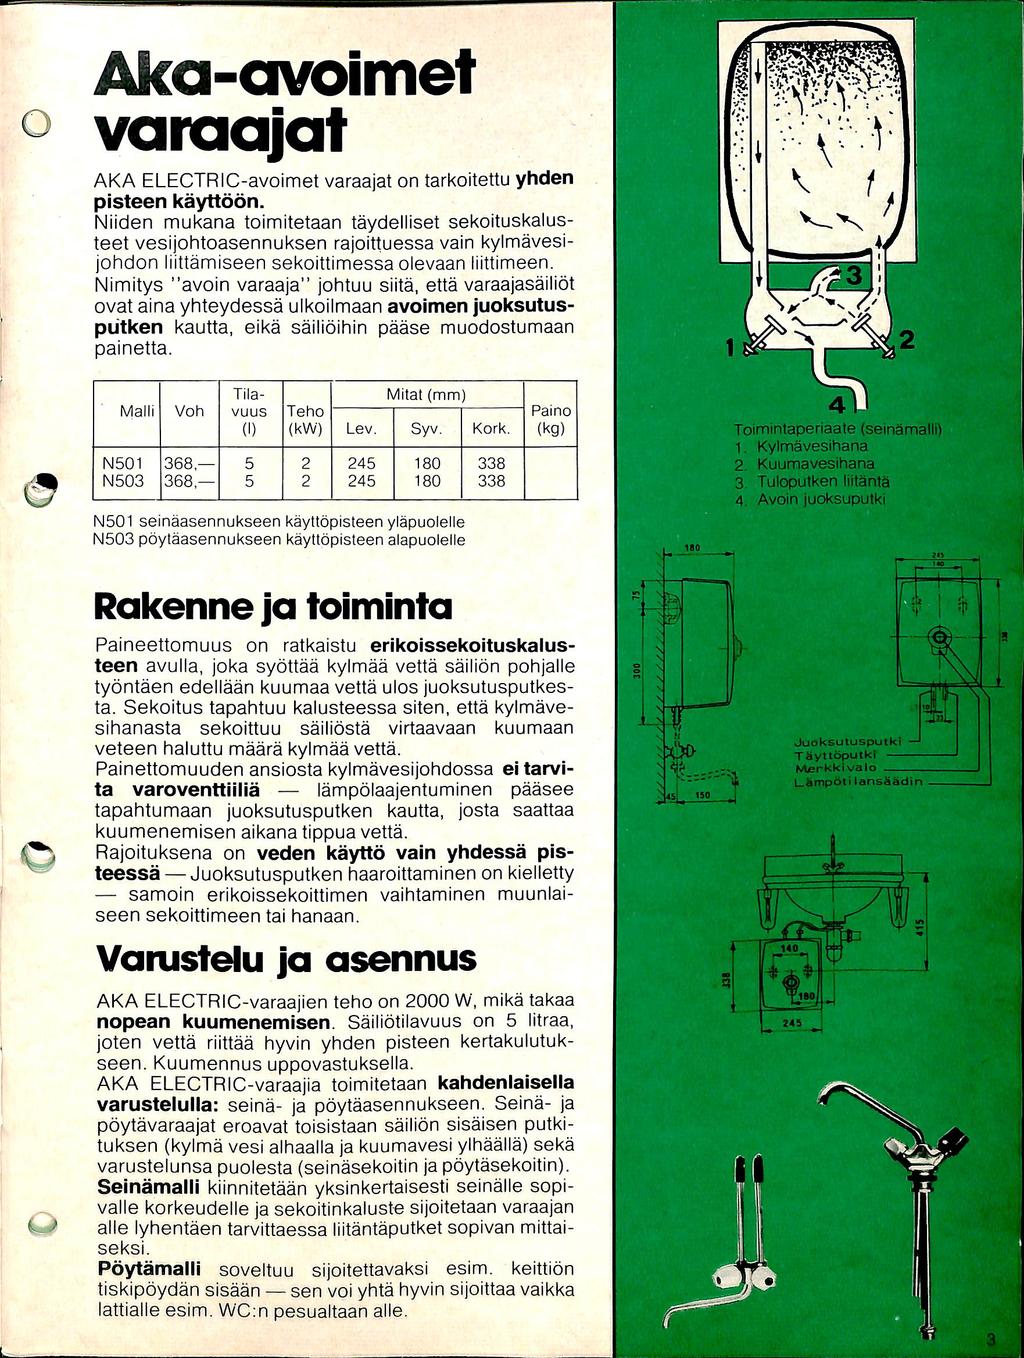 Aka-avoimet
varaajat
AKA ELECTRIC-avoimet varaajat on tarkoitettu yhden
pisteen käyttöön.
Niiden mukana toimitetaan täydelliset sekoituskalus-
teet vesijohtoasennuksen rajoittuessa vain kylmävesi-
johdon liittämiseen sekoittimessa olevaan liittimeen.
Nimitys ”avoin varaaja” johtuu siitä, että varaajasäiliöt
ovat aina yhteydessä ulkoilmaan avoimen juoksutus-
putken kautta, eikä säiliöihin pääse muodostumaan
painetta.
Malli Voh Tila- Teho Mitat (mm) Paino
vuus
(l) (kW) Lev. Syv. Kork. (kg)
N501 368,— 5 2 245 180 338
N503 368,— 5 2 245 180 338
N501 seinäasennukseen käyttöpisteen yläpuolelle
N503 pöytäasennukseen käyttöpisteen alapuolelle
Rakenne ja toiminta
Paineettomuus on ratkaistu erikoissekoituskalus-
teen avulla, joka syöttää kylmää vettä säiliön pohjalle
työntäen edellään kuumaa vettä ulos juoksutusputkes-
ta. Sekoitus tapahtuu kalusteessa siten, että kylmäve-
sihanasta sekoittuu säiliöstä virtaavaan kuumaan
veteen haluttu määrä kylmää vettä.
Painettomuuden ansiosta kylmävesijohdossa ei tarvi-
ta varoventtiiliä — lämpölaajentuminen pääsee
tapahtumaan juoksutusputken kautta, josta saattaa
kuumenemisen aikana tippua vettä.
Rajoituksena on veden käyttö vain yhdessä pis-
teessä — Juoksutusputken haaroittaminen on kielletty
— samoin erikoissekoittimen vaihtaminen muunlai-
seen sekoittimeen tai hanaan.
Varustelu ja asennus
AKA ELECTRIC-varaajien teho on 2000 W, mikä takaa
nopean kuumenemisen. Säiliötilavuus on 5 litraa,
joten vettä riittää hyvin yhden pisteen kertakulutuk-
seen. Kuumennus uppovastuksella.
AKA ELECTRIC-varaajia toimitetaan kahdenlaisella
varustelulla: seinä- ja pöytäasennukseen. Seinä- ja
pöytävaraajat eroavat toisistaan säiliön sisäisen putki-
tuksen (kylmä vesi alhaalla ja kuumavesi ylhäällä) sekä
varustelunsa puolesta (seinäsekoitin ja pöytäsekoitin).
Seinämalli kiinnitetään yksinkertaisesti seinälle sopi-
valle korkeudelle ja sekoitinkaluste sijoitetaan varaajan
alle lyhentäen tarvittaessa liitäntäputket sopivan mittai-
seksi.
Pöytämalli soveltuu sijoitettavaksi esim. keittiön
tiskipöydän sisään — sen voi yhtä hyvin sijoittaa vaikka
lattialle esim. WC:n pesualtaan alle.
3
1
2
4
Toimintaperiaate (seinämalli)
1. Kylmävesihana
2. Kuumavesihana
3. Tuloputken liitäntä
4. Avoin juoksuputki
180
75
300
45 150
245
140
338
10
Juoksutusputki
Täyttöputki
Merkkivalo
Lämpötilansäädin
415
338
140
180
245
3